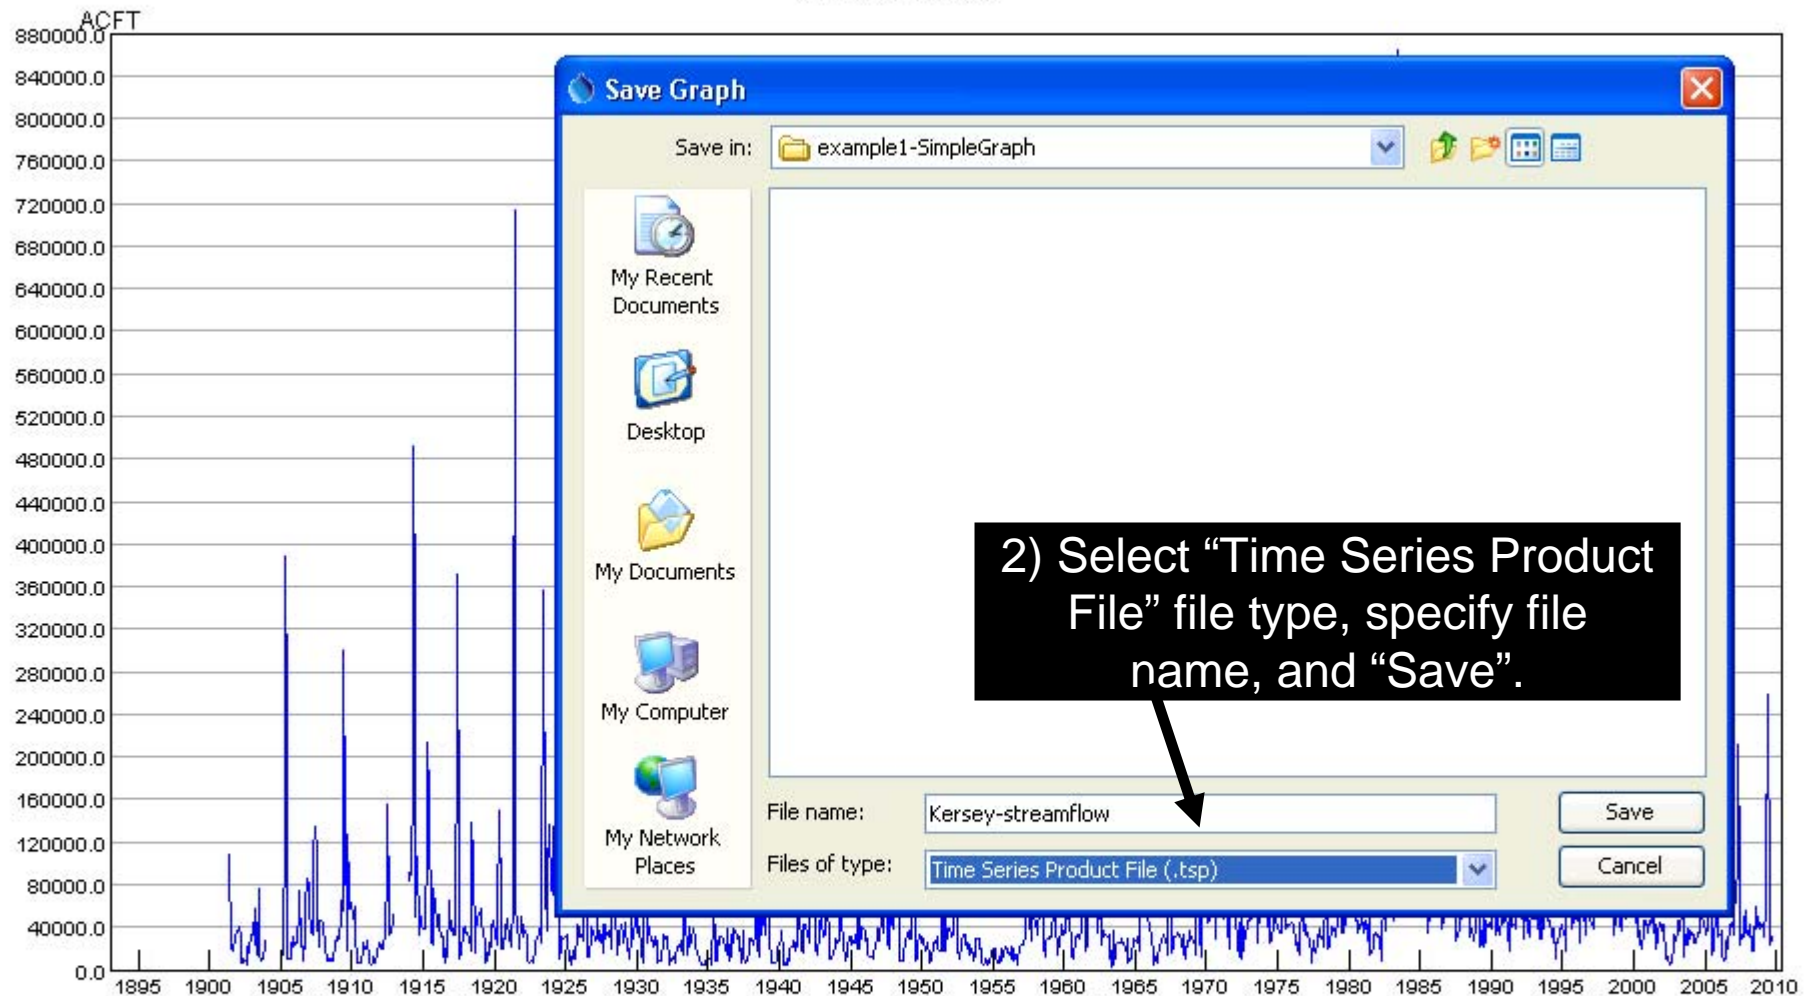 ACFT
880000.0
840000.0
800000.0
760000.0
720000.0
680000.0
640000.0
600000.0
560000.0
520000.0
480000.0
440000.0
400000.0
360000.0
320000.0
280000.0
240000.0
200000.0
160000.0
120000.0
80000.0
40000.0
0.0
1895 1900 1905 1910 1915 1920 1925 1930 1935 1940 1945 1950 1955 1960 1965 1970 1975 1980 1985 1990 1995 2000 2005 2010
Save Graph
Save in: example1-SimpleGraph
My Recent
Documents
Desktop
My Documents
My Computer
My Network
Places
2) Select “Time Series Product
File” file type, specify file
name, and “Save”.
File name: Kersey-streamflow Save
Files of type: Time Series Product File (.tsp) Cancel